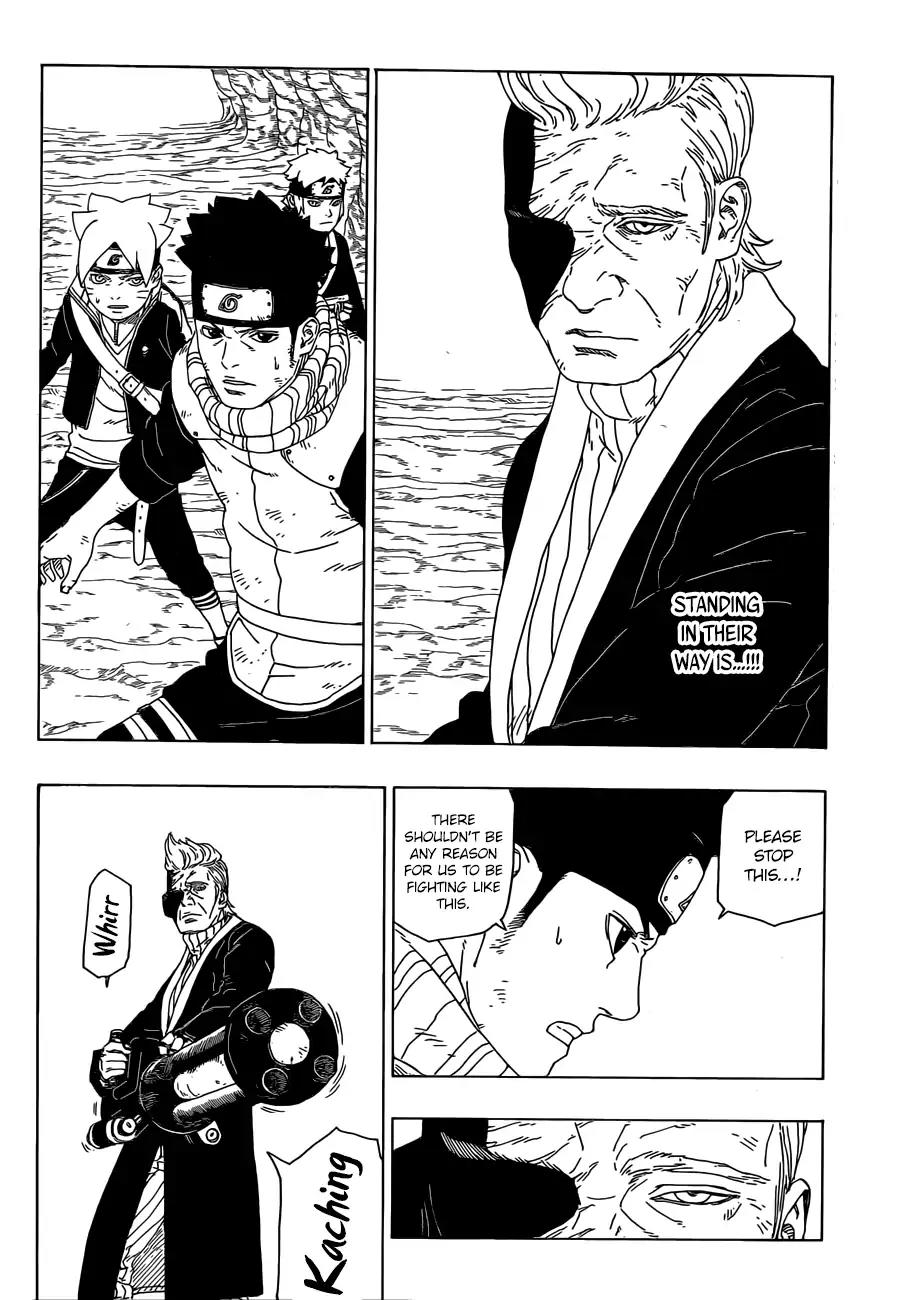 STANDING
IN THEIR
WAY IS...!!!
PLEASE
STOP
THIS...!
THERE
SHOULDN'T BE
ANY REASON
FOR US TO BE
FIGHTING LIKE
THIS.
Whirr
Kaching